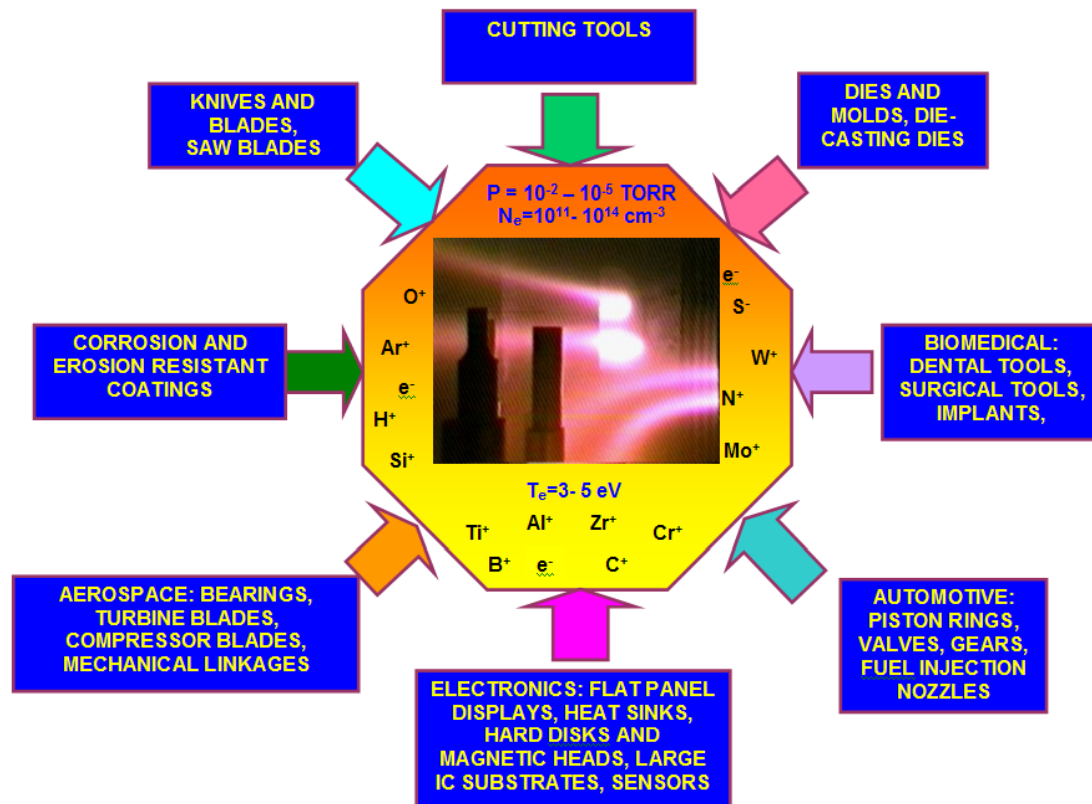 CUTTING TOOLS
KNIVES AND
BLADES,
SAW BLADES
DIES AND
MOLDS, DIE-
CASTING DIES
P = 10⁻² – 10⁻⁵ TORR
Nₑ=10¹¹- 10¹⁴ cm⁻³
e⁻
O⁺
S⁻
CORROSION AND
EROSION RESISTANT
COATINGS
Ar⁺
W⁺
e⁻
N⁺
H⁺
Si⁺
Mo⁺
BIOMEDICAL:
DENTAL TOOLS,
SURGICAL TOOLS,
IMPLANTS,
Tₑ=3- 5 eV
Ti⁺
Al⁺
Zr⁺
Cr⁺
B⁺
e⁻
C⁺
AEROSPACE: BEARINGS,
TURBINE BLADES,
COMPRESSOR BLADES,
MECHANICAL LINKAGES
AUTOMOTIVE:
PISTON RINGS,
VALVES, GEARS,
FUEL INJECTION
NOZZLES
ELECTRONICS: FLAT PANEL
DISPLAYS, HEAT SINKS,
HARD DISKS AND
MAGNETIC HEADS, LARGE
IC SUBSTRATES, SENSORS